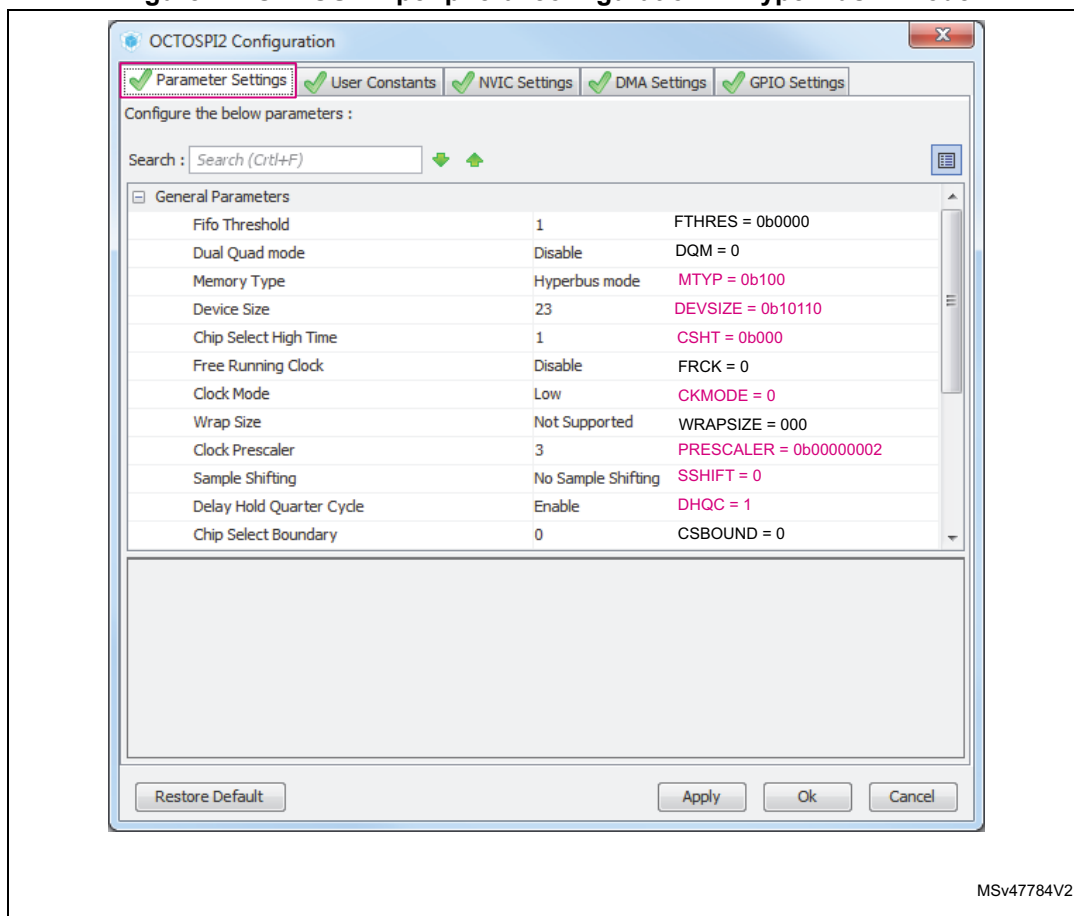 OCTOSPI2 Configuration
Parameter Settings User Constants NVIC Settings DMA Settings GPIO Settings
Configure the below parameters :
Search : Search (Crtl+F)
General Parameters
Fifo Threshold 1 FTHRES = 0b0000
Dual Quad mode Disable DQM = 0
Memory Type Hyperbus mode MTYP = 0b100
Device Size 23 DEVSIZE = 0b10110
Chip Select High Time 1 CSHT = 0b000
Free Running Clock Disable FRCK = 0
Clock Mode Low CKMODE = 0
Wrap Size Not Supported WRAPSIZE = 000
Clock Prescaler 3 PRESCALER = 0b00000002
Sample Shifting No Sample Shifting SSHIFT = 0
Delay Hold Quarter Cycle Enable DHQC = 1
Chip Select Boundary 0 CSBOUND = 0
Restore Default Apply Ok Cancel
MSv47784V2